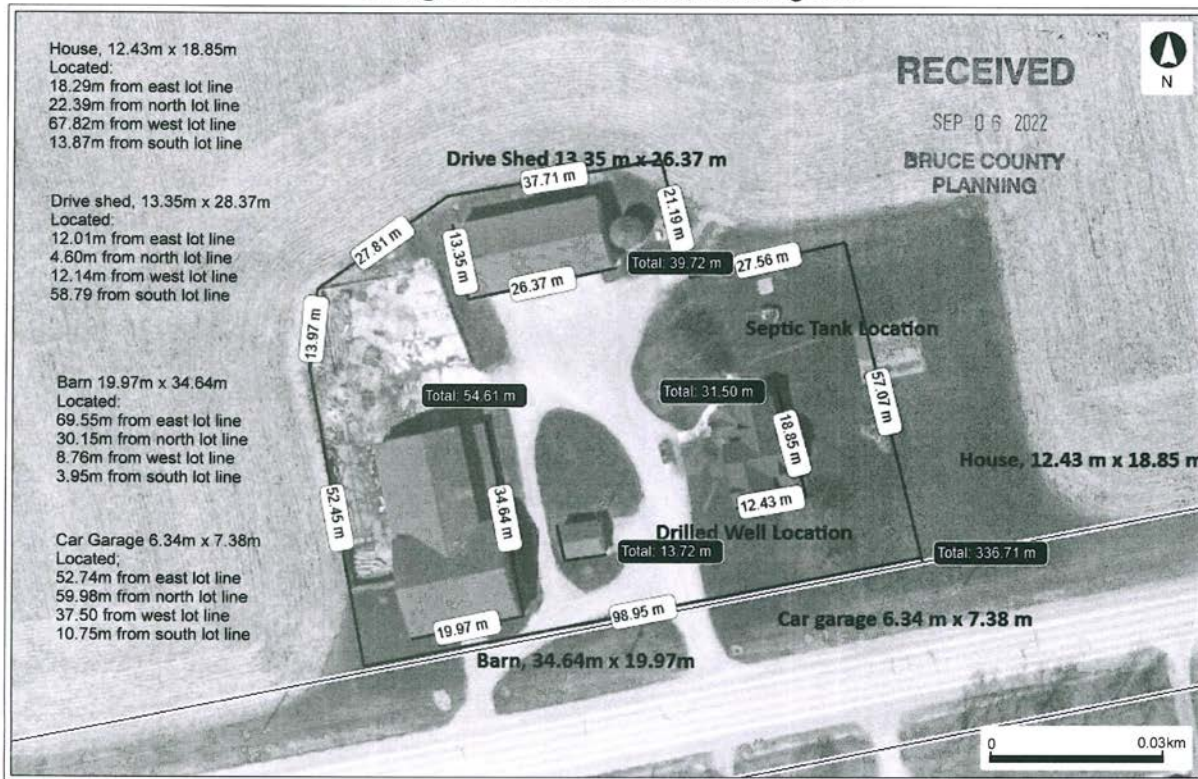 House, 12.43m x 18.85m
Located:
18.29m from east lot line
22.39m from north lot line
67.82m from west lot line
13.87m from south lot line
Drive shed, 13.35m x 28.37m
Located:
12.01m from east lot line
4.60m from north lot line
12.14m from west lot line
58.79 from south lot line
Barn 19.97m x 34.64m
Located:
69.55m from east lot line
30.15m from north lot line
8.76m from west lot line
3.95m from south lot line
Car Garage 6.34m x 7.38m
Located;
52.74m from east lot line
59.98m from north lot line
37.50 from west lot line
10.75m from south lot line
RECEIVED
SEP 06 2022
BRUCE COUNTY
PLANNING
N
Drive Shed 13.35 m x 26.37 m
37.71 m
21.19 m
27.81 m
13.35 m
26.37 m
Total: 39.72 m
27.56 m
Septic Tank Location
13.97 m
Total: 54.61 m
Total: 31.50 m
57.07 m
18.85 m
House, 12.43 m x 18.85 m
52.45 m
34.64 m
12.43 m
Drilled Well Location
Total: 13.72 m
Total: 336.71 m
19.97 m
98.95 m
Car garage 6.34 m x 7.38 m
Barn, 34.64m x 19.97m
0
0.03km